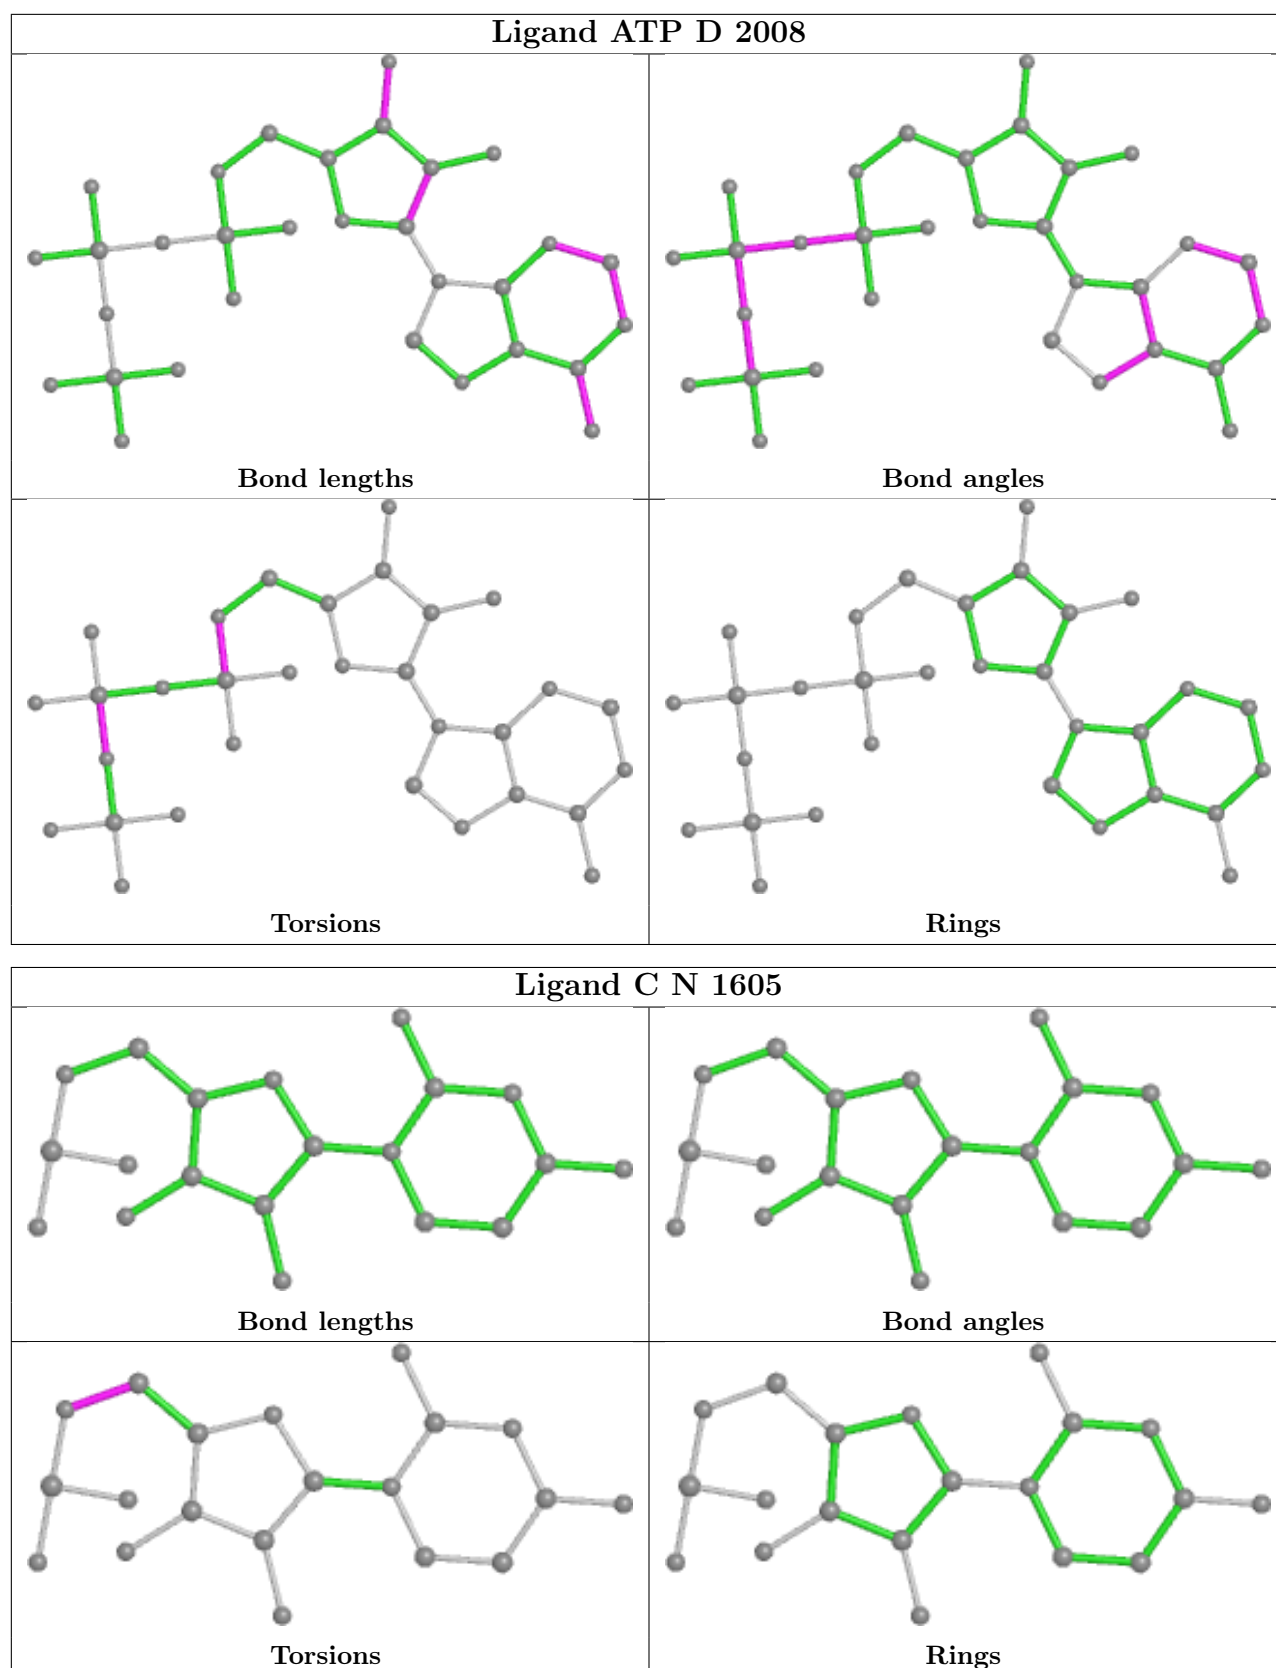 Ligand ATP D 2008
Bond lengths
Bond angles
Torsions
Rings
Ligand C N 1605
Bond lengths
Bond angles
Torsions
Rings